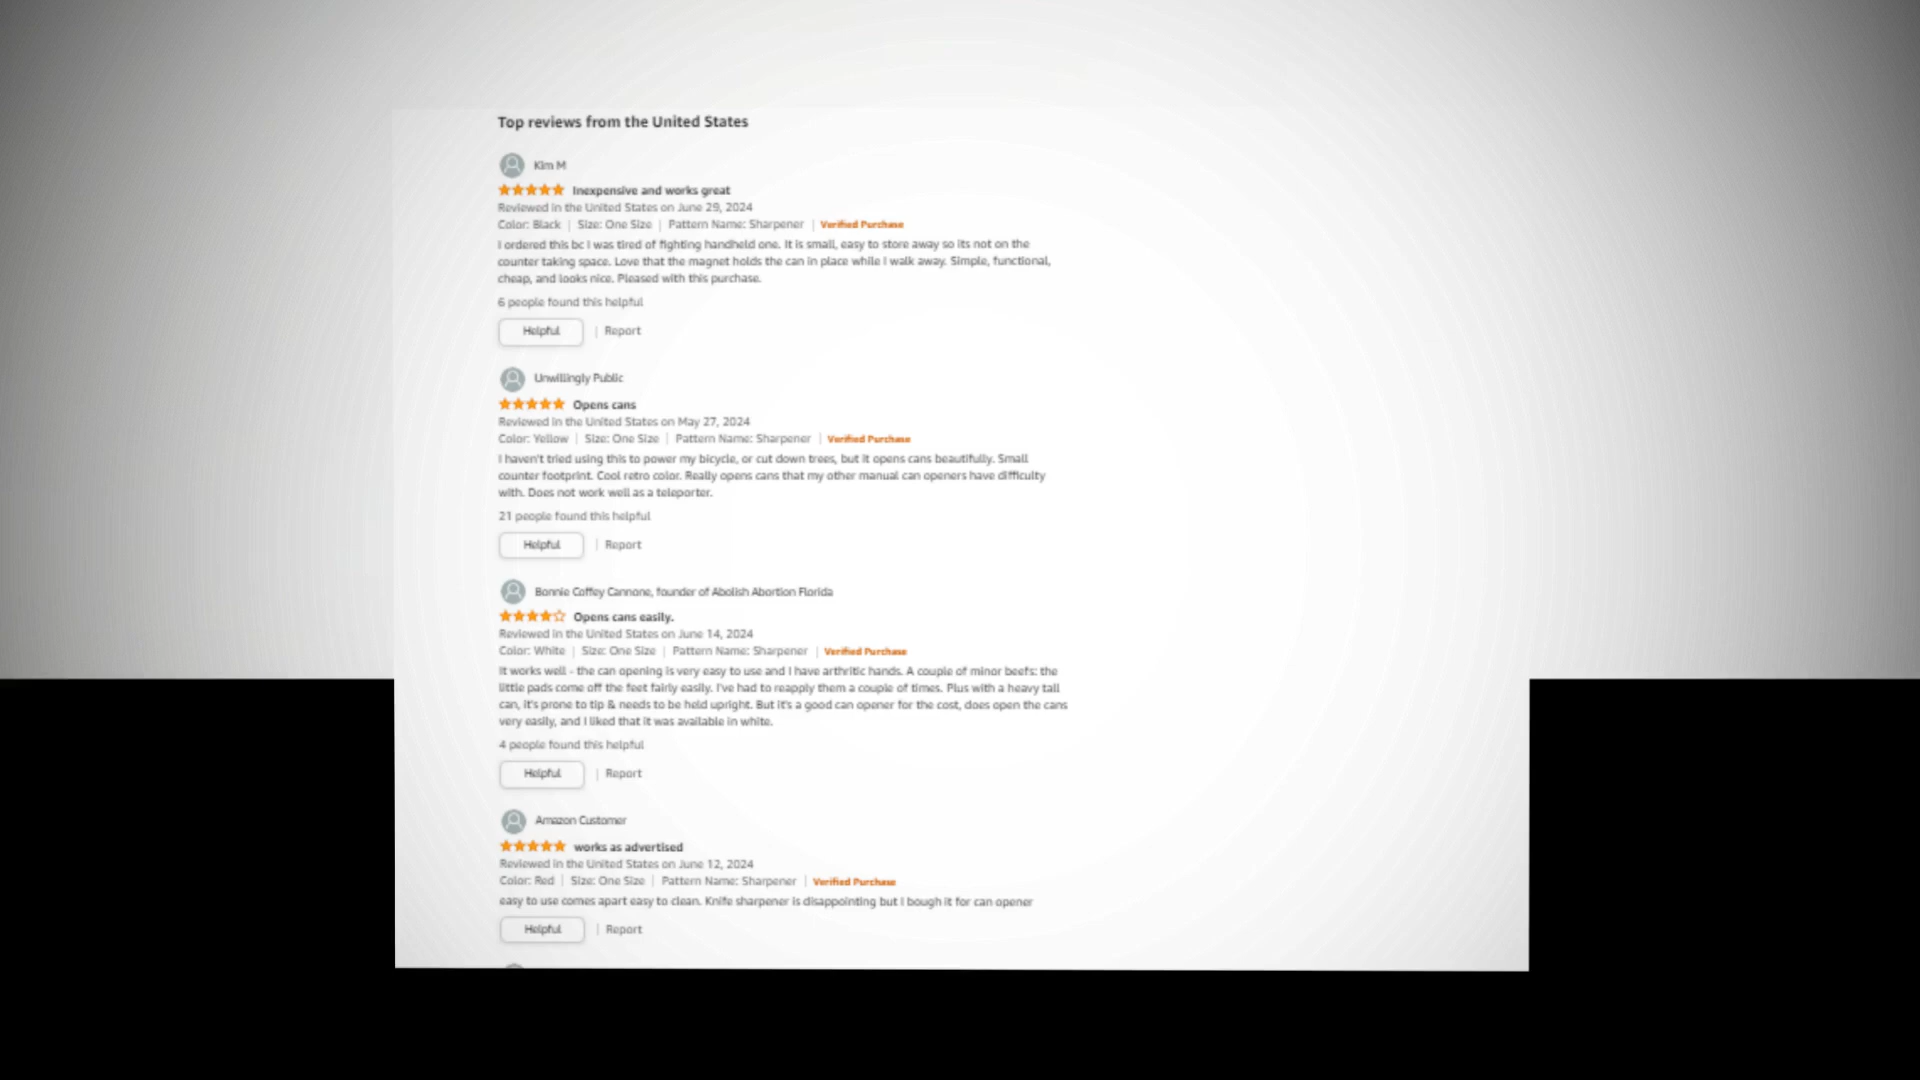 Top reviews from the United States
Kim M
Inexpensive and works great
Reviewed in the United States on June 29, 2024
Color: Black | Size: One Size | Pattern Name: Sharpener | Verified Purchase
I ordered this bc I was tired of fighting handheld one. It is small, easy to store away so its not on the
counter taking space. Love that the magnet holds the can in place while I walk away. Simple, functional,
cheap, and looks nice. Pleased with this purchase.
6 people found this helpful
Helpful | Report
Unwillingly Public
Opens cans
Reviewed in the United States on May 27, 2024
Color: Yellow | Size: One Size | Pattern Name: Sharpener | Verified Purchase
I haven't tried using this to power my bicycle, or cut down trees, but it opens cans beautifully. Small
counter footprint. Cool retro color. Really opens cans that my other manual can openers have difficulty
with. Does not work well as a teleporter.
21 people found this helpful
Helpful | Report
Bonnie Coffey Cannone, founder of Abolish Abortion Florida
Opens cans easily.
Reviewed in the United States on June 14, 2024
Color: White | Size: One Size | Pattern Name: Sharpener | Verified Purchase
It works well - the can opening is very easy to use and I have arthritic hands. A couple of minor beefs: the
little pads come off the feet fairly easily. I've had to reapply them a couple of times. Plus with a heavy tall
can, it's prone to tip & needs to be held upright. But it's a good can opener for the cost, does open the cans
very easily, and I liked that it was available in white.
4 people found this helpful
Helpful | Report
Amazon Customer
works as advertised
Reviewed in the United States on June 12, 2024
Color: Red | Size: One Size | Pattern Name: Sharpener | Verified Purchase
easy to use comes apart easy to clean. Knife sharpener is disappointing but I bough it for can opener
Helpful | Report